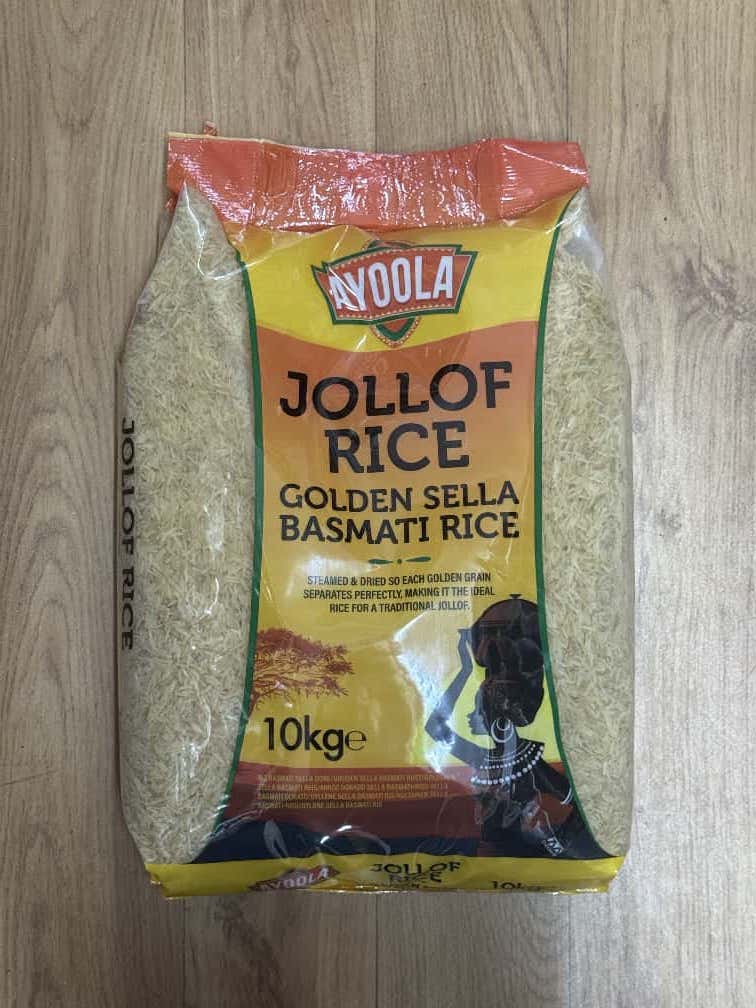 AYOOLA
JOLLOF
RICE
GOLDEN SELLA
BASMATI RICE
STEAMED & DRIED SO EACH GOLDEN GRAIN
SEPARATES PERFECTLY, MAKING IT THE IDEAL
RICE FOR A TRADITIONAL JOLLOF.
10kg℮
JOLLOF RICE
AYOOLA
JOLLOF
RICE
10kg